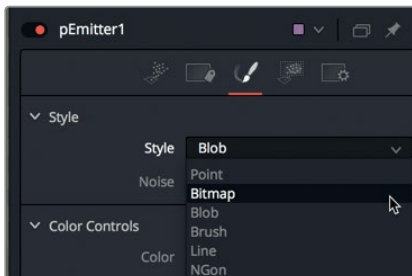 pEmitter1
Style
Style Blob
Noise Point
Bitmap
Blob
Color Controls Brush
Color Line
NGon